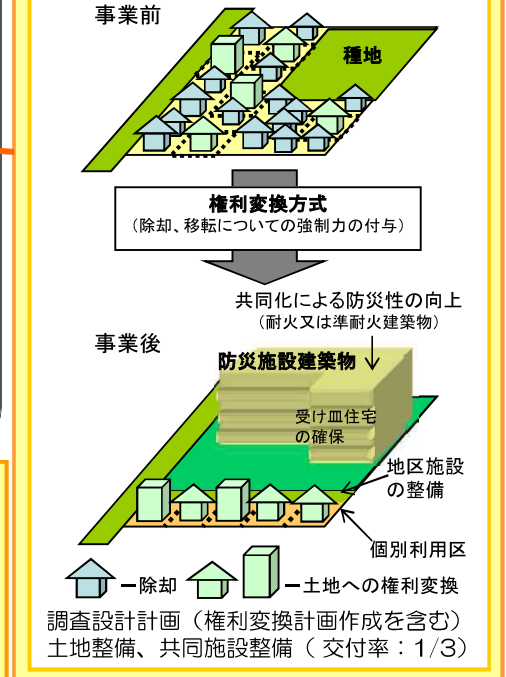 事業前
種地
権利変換方式
（除却、移転についての強制力の付与）
共同化による防災性の向上
（耐火又は準耐火建築物）
事業後
防災施設建築物
受け皿住宅
の確保
地区施設
の整備
個別利用区
ー除却
ー土地への権利変換
調査設計計画（権利変換計画作成を含む）
土地整備、共同施設整備（ 交付率：1/3）